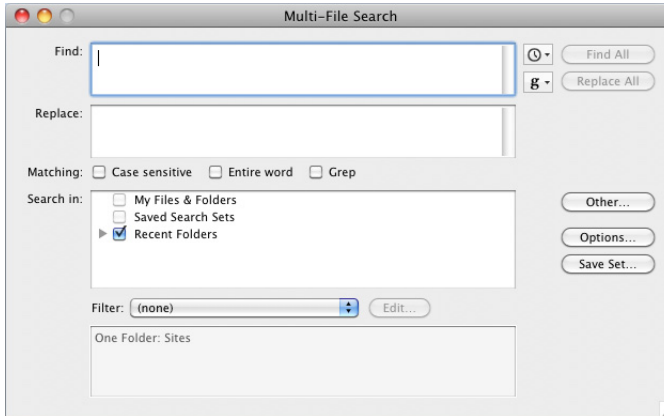 Multi-File Search
Find:
Find All
g
Replace All
Replace:
Matching: Case sensitive Entire word Grep
Search in: My Files & Folders
Saved Search Sets
Recent Folders
Other...
Options...
Save Set...
Filter: (none) Edit...
One Folder: Sites